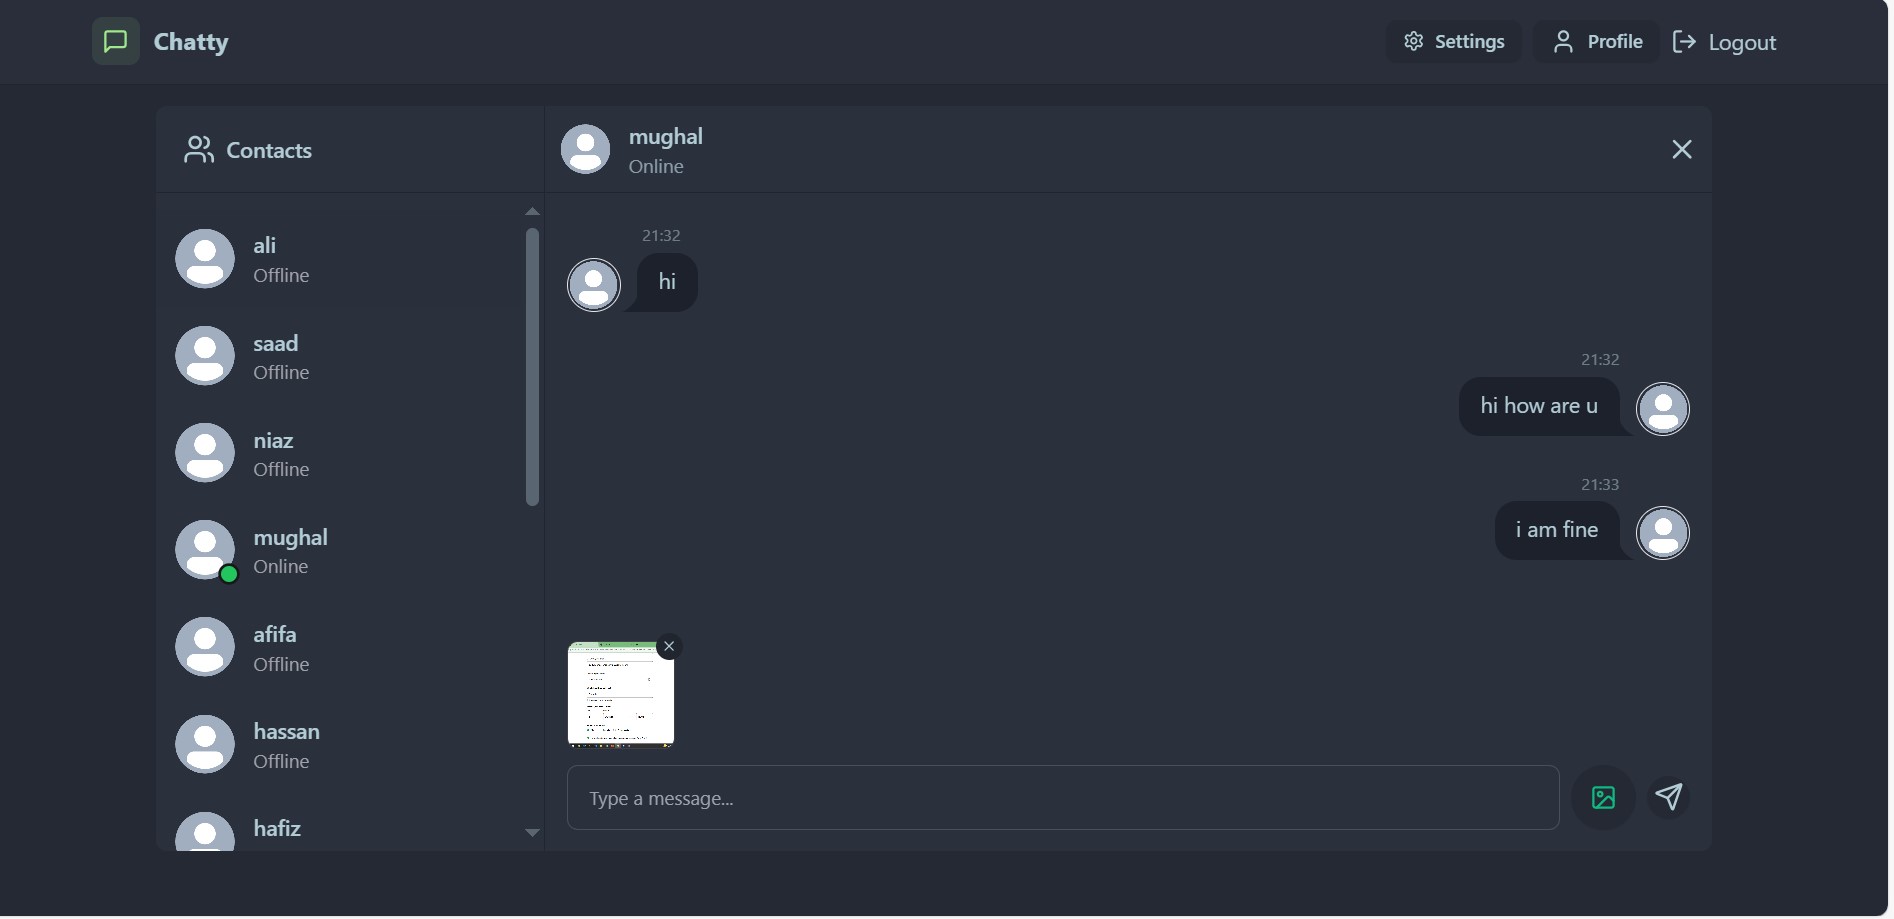 Chatty
Settings
Profile
Logout
Contacts
ali
Offline
saad
Offline
niaz
Offline
mughal
Online
afifa
Offline
hassan
Offline
hafiz
mughal
Online
21:32
hi
21:32
hi how are u
21:33
i am fine
Type a message...